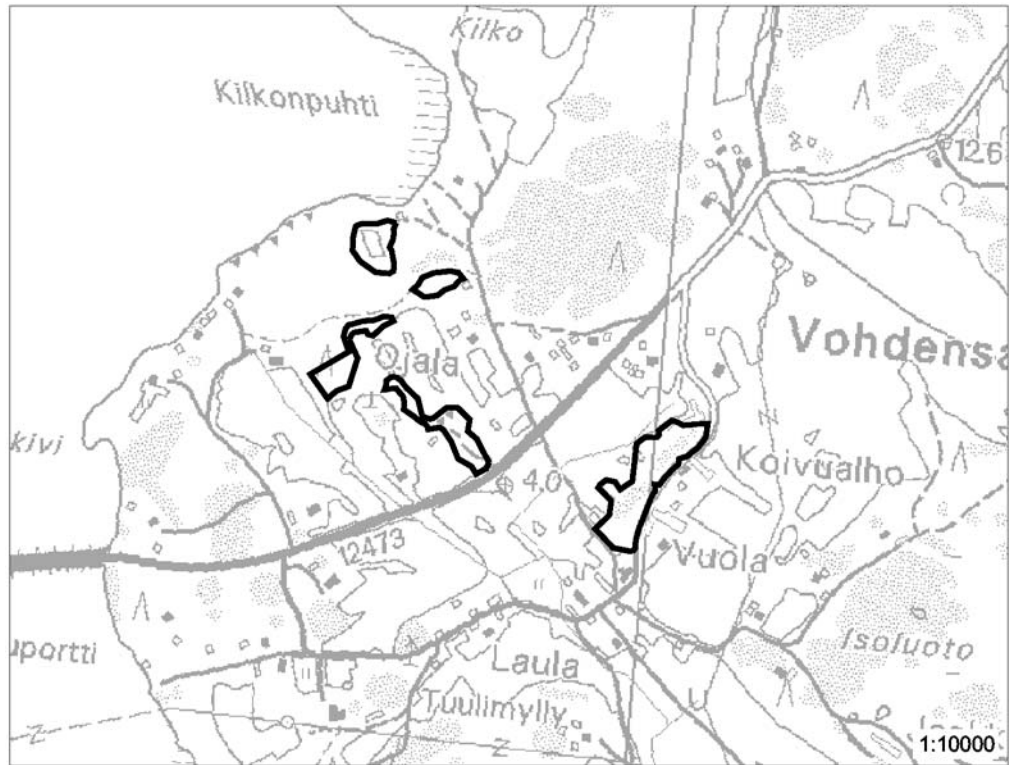 Kilko
Kilkonpuhti
126
Vohdensa
Ojala
kivi
4.0
Koivualho
12473
Vuola
uportti
Laula
Isoluoto
Tuulimylly
U
Z
Z
1:10000